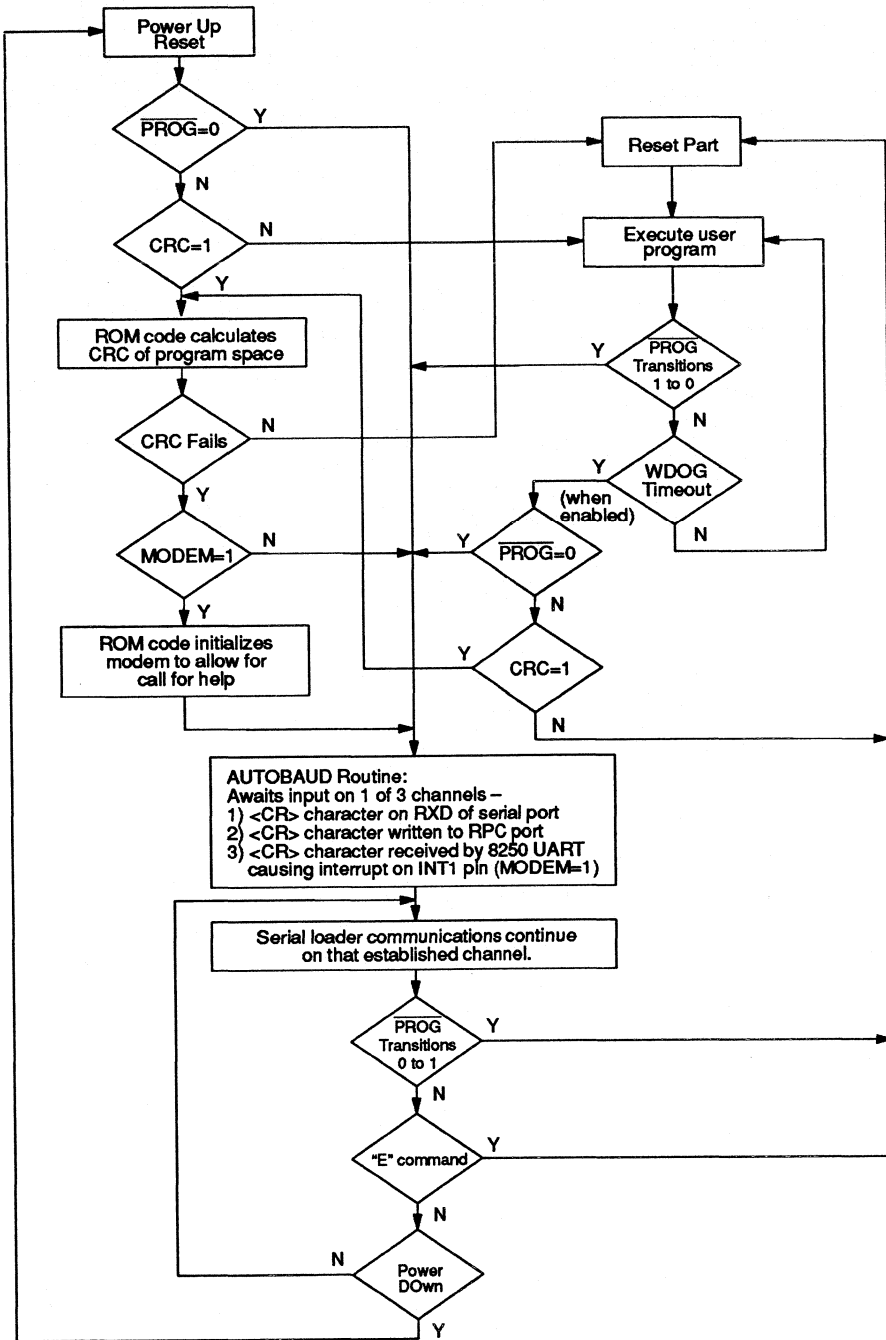 Power Up
Reset
PROG=0
Y
N
CRC=1
N
Y
ROM code calculates
CRC of program space
CRC Fails
N
Y
MODEM=1
N
Y
ROM code initializes
modem to allow for
call for help
Reset Part
Execute user
program
PROG
Transitions
1 to 0
Y
N
WDOG
Timeout
Y
(when
enabled)
N
PROG=0
Y
N
CRC=1
Y
N
AUTOBAUD Routine:
Awaits input on 1 of 3 channels –
1) <CR> character on RXD of serial port
2) <CR> character written to RPC port
3) <CR> character received by 8250 UART
causing interrupt on INT1 pin (MODEM=1)
Serial loader communications continue
on that established channel.
PROG
Transitions
0 to 1
Y
N
"E" command
Y
N
Power
DOwn
N
Y